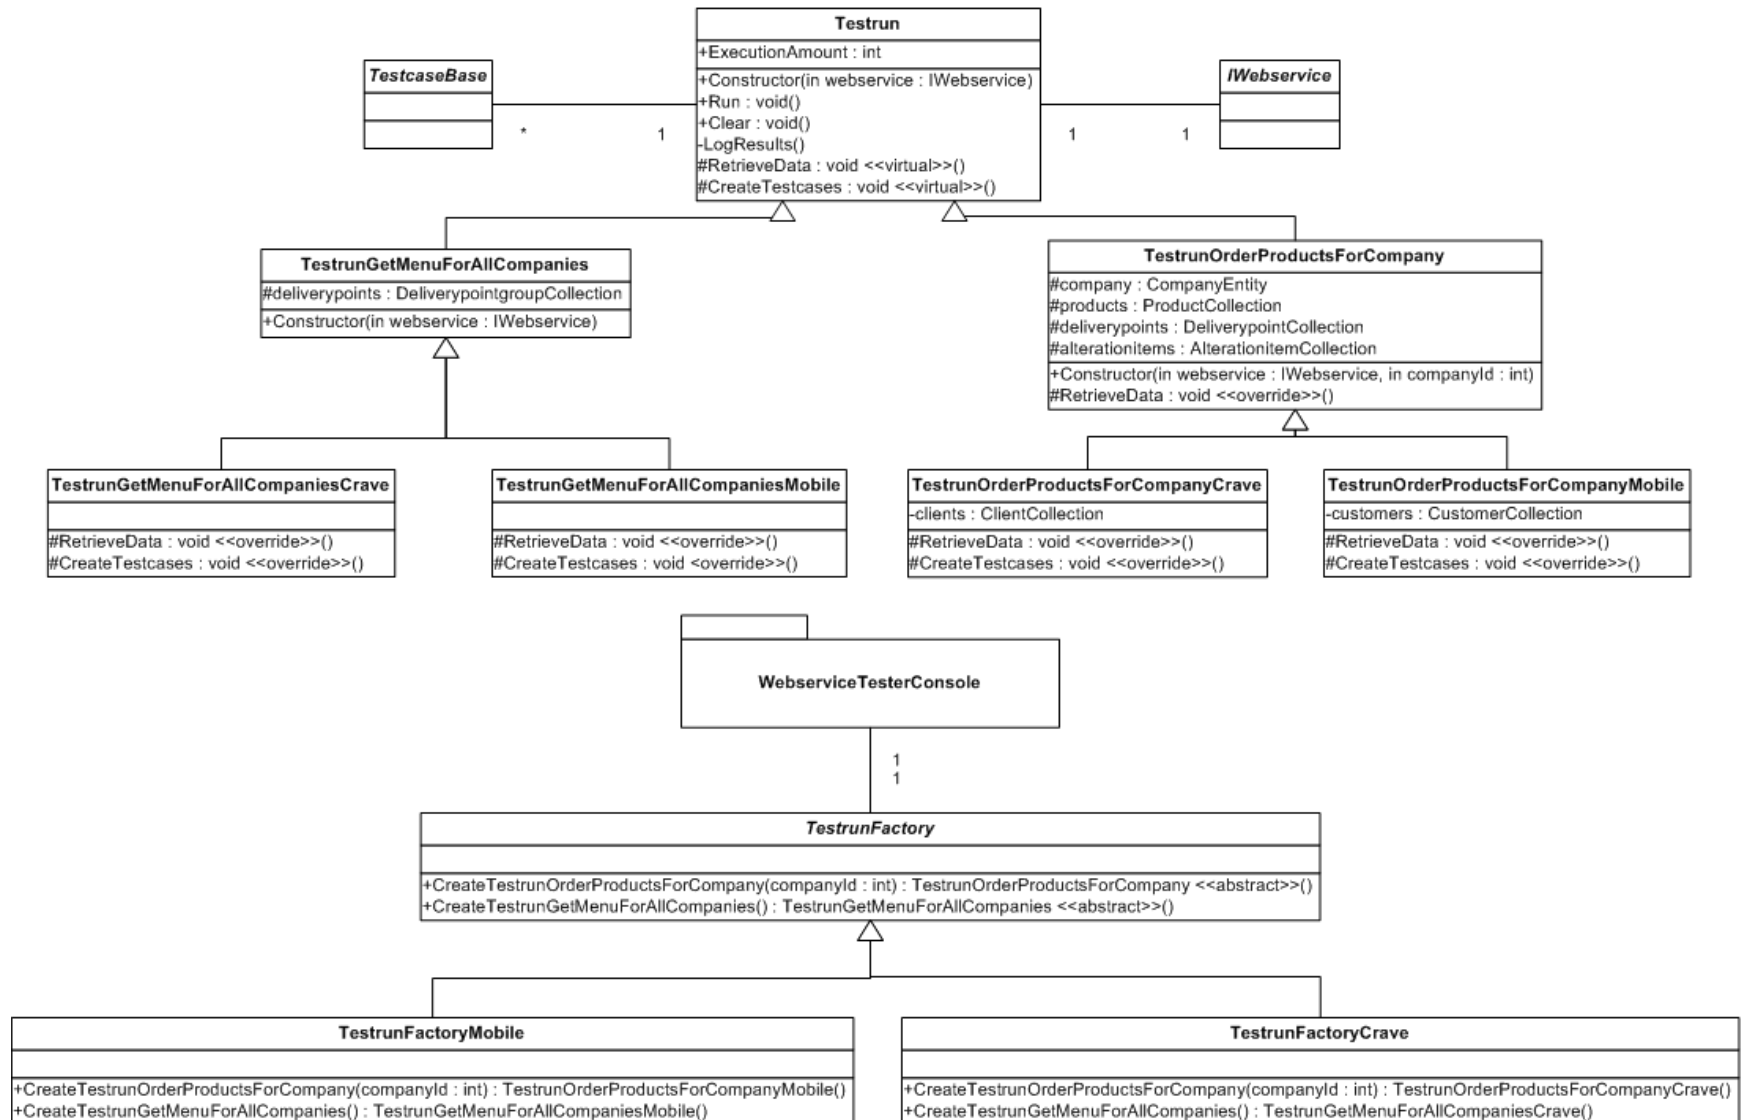 Testrun
+ExecutionAmount : int
+Constructor(in webservice : IWebservice)
+Run : void()
+Clear : void()
-LogResults()
#RetrieveData : void <<virtual>>()
#CreateTestcases : void <<virtual>>()
TestcaseBase
IWebservice
* 1
1 1
TestrunGetMenuForAllCompanies
#deliverypoints : DeliverypointgroupCollection
+Constructor(in webservice : IWebservice)
TestrunOrderProductsForCompany
#company : CompanyEntity
#products : ProductCollection
#deliverypoints : DeliverypointCollection
#alterationitems : AlterationitemCollection
+Constructor(in webservice : IWebservice, in companyId : int)
#RetrieveData : void <<override>>()
TestrunGetMenuForAllCompaniesCrave
#RetrieveData : void <<override>>()
#CreateTestcases : void <<override>>()
TestrunGetMenuForAllCompaniesMobile
#RetrieveData : void <<override>>()
#CreateTestcases : void <override>>()
TestrunOrderProductsForCompanyCrave
-clients : ClientCollection
#RetrieveData : void <<override>>()
#CreateTestcases : void <<override>>()
TestrunOrderProductsForCompanyMobile
-customers : CustomerCollection
#RetrieveData : void <<override>>()
#CreateTestcases : void <<override>>()
WebserviceTesterConsole
1
1
TestrunFactory
+CreateTestrunOrderProductsForCompany(companyId : int) : TestrunOrderProductsForCompany <<abstract>>()
+CreateTestrunGetMenuForAllCompanies() : TestrunGetMenuForAllCompanies <<abstract>>()
TestrunFactoryMobile
+CreateTestrunOrderProductsForCompany(companyId : int) : TestrunOrderProductsForCompanyMobile()
+CreateTestrunGetMenuForAllCompanies() : TestrunGetMenuForAllCompaniesMobile()
TestrunFactoryCrave
+CreateTestrunOrderProductsForCompany(companyId : int) : TestrunOrderProductsForCompanyCrave()
+CreateTestrunGetMenuForAllCompanies() : TestrunGetMenuForAllCompaniesCrave()